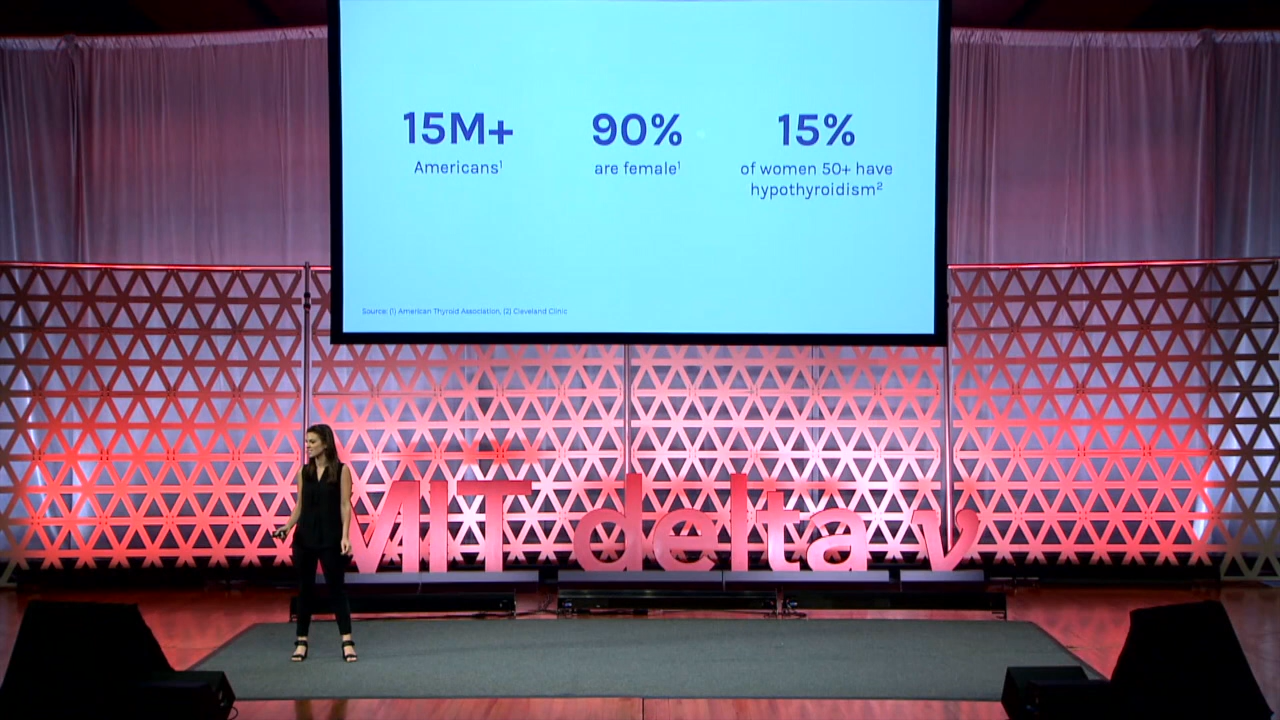 15M+ 90% 15%
Americans¹ are female¹ of women 50+ have
hypothyroidism²
Source: (1) American Thyroid Association, (2) Cleveland Clinic
MIT delta v